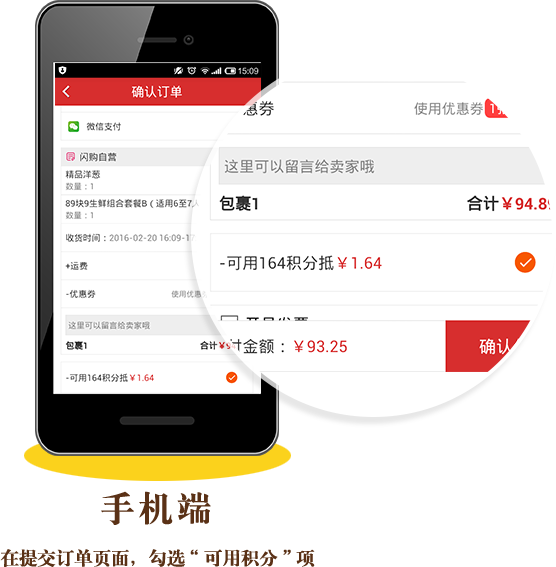 15:09
确认订单
微信支付
闪购自营
精品洋葱
数量：1
89块9生鲜组合套餐B（适用6至7人
数量：1
收货时间：2016-02-20 16:09-17
+运费
-优惠券 使用优惠
这里可以留言给卖家哦
包裹1 合计￥94
-可用164积分抵￥1.64
惠券 使用优惠券 1
这里可以留言给卖家哦
包裹1 合计￥94.89
-可用164积分抵￥1.64
付金额：￥93.25 确认
手机端
在提交订单页面，勾选“可用积分”项